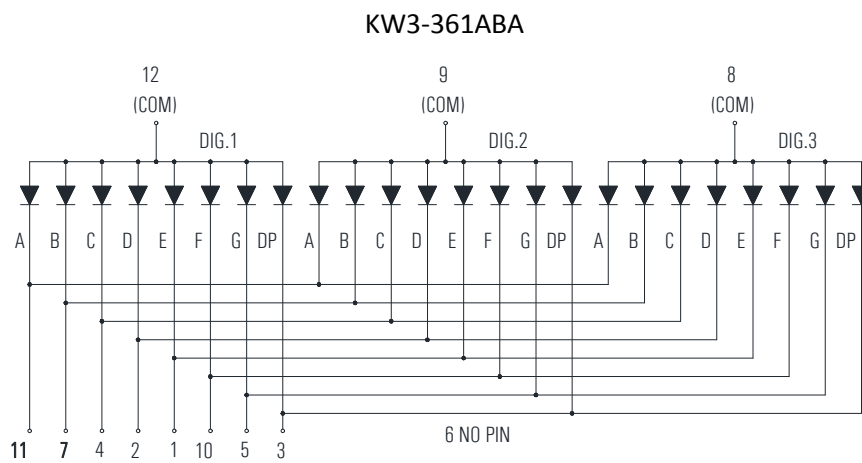 KW3-361ABA
12 9 8
(COM) (COM) (COM)
DIG.1 DIG.2 DIG.3
A B C D E F G DP A B C D E F G DP A B C D E F G DP
6 NO PIN
11 7 4 2 1 10 5 3